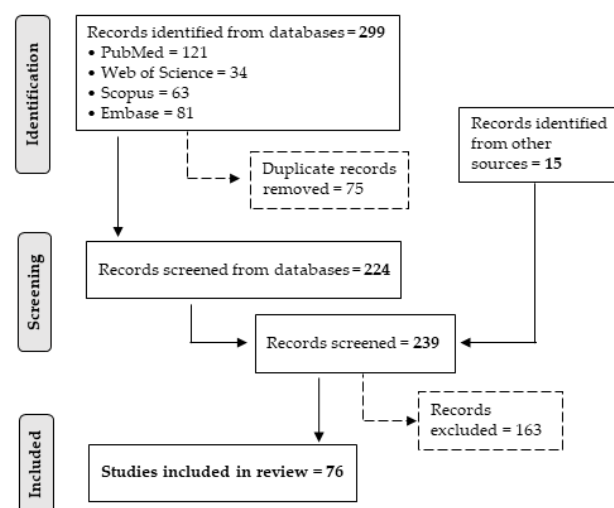 Identification
Records identified from databases = 299
• PubMed = 121
• Web of Science = 34
• Scopus = 63
• Embase = 81
Records identified
from other
sources = 15
Duplicate records
removed = 75
Screening
Records screened from databases = 224
Records screened = 239
Records
excluded = 163
Included
Studies included in review = 76